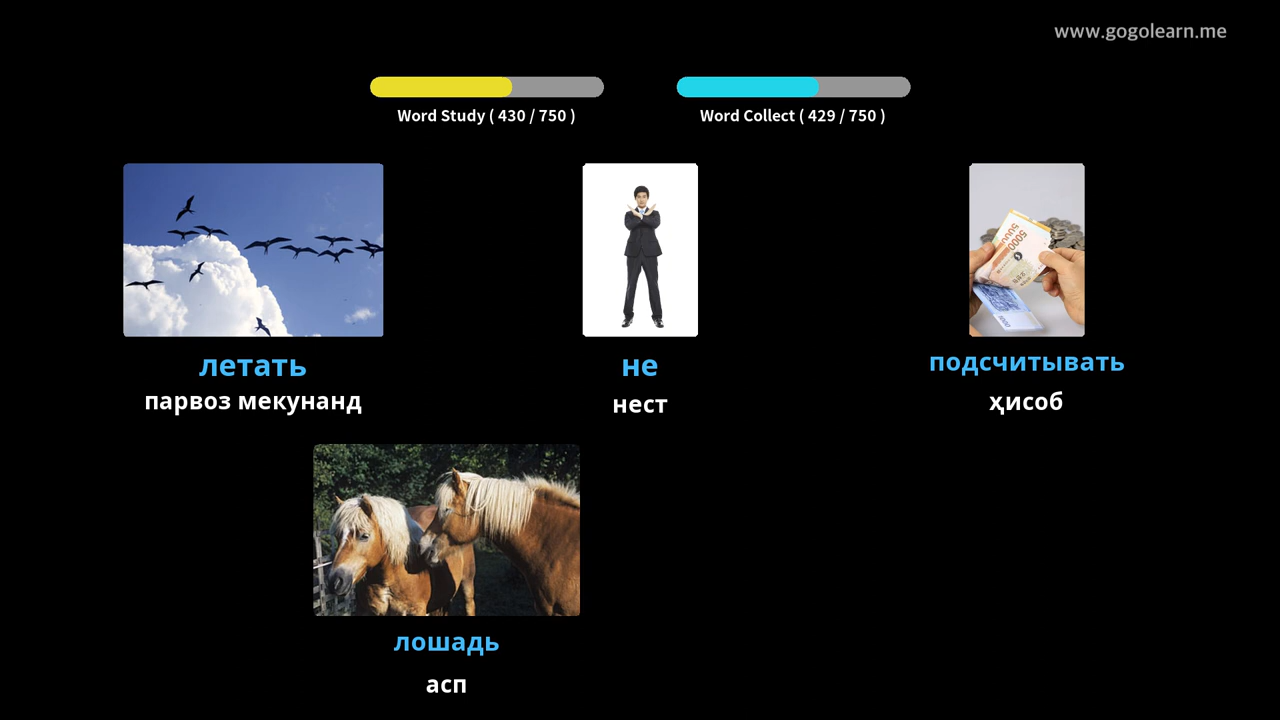 www.gogolearn.me
Word Study ( 430 / 750 )
Word Collect ( 429 / 750 )
летать
не
подсчитывать
парвоз мекунанд
нест
ҳисоб
лошадь
асп